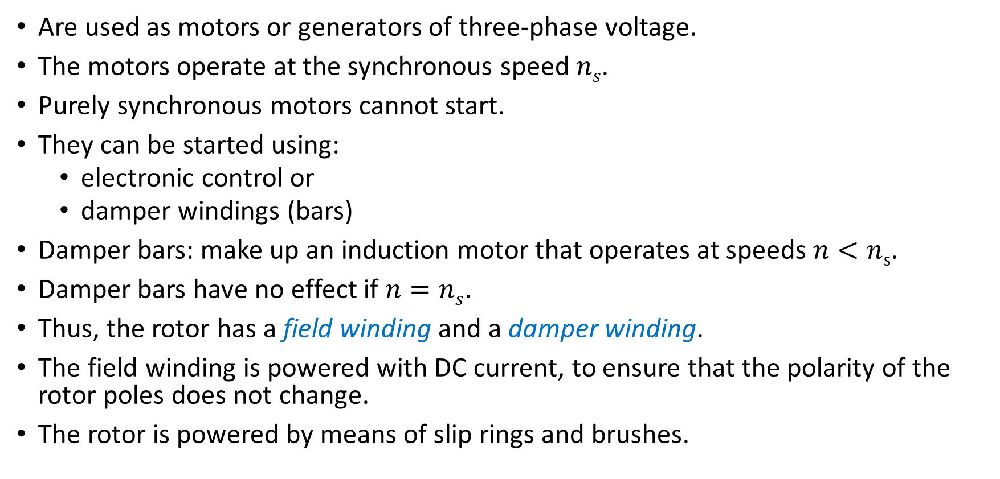 • Are used as motors or generators of three-phase voltage.
• The motors operate at the synchronous speed 𝑛ₛ.
• Purely synchronous motors cannot start.
• They can be started using:
• electronic control or
• damper windings (bars)
• Damper bars: make up an induction motor that operates at speeds 𝑛 < 𝑛ₛ.
• Damper bars have no effect if 𝑛 = 𝑛ₛ.
• Thus, the rotor has a field winding and a damper winding.
• The field winding is powered with DC current, to ensure that the polarity of the
rotor poles does not change.
• The rotor is powered by means of slip rings and brushes.